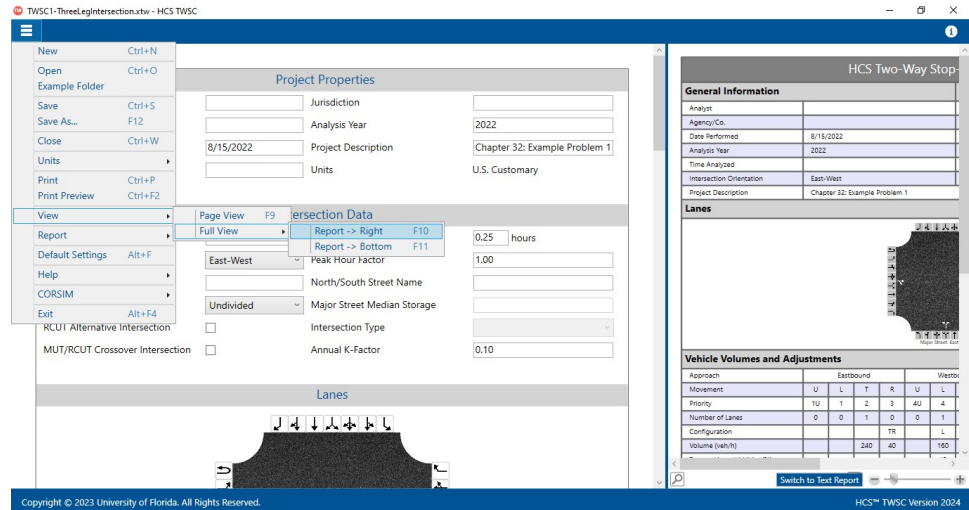 TWSC1-ThreeLegIntersection.xtw - HCS TWSC
New Ctrl+N
Open Ctrl+O
Example Folder
Save Ctrl+S
Save As... F12
Close Ctrl+W
Units
Print Ctrl+P
Print Preview Ctrl+F2
View
Report
Default Settings Alt+F
Help
CORSIM
Exit Alt+F4
Page View F9
Full View
Report -> Right F10
Report -> Bottom F11
Project Properties
Jurisdiction
Analysis Year 2022
8/15/2022 Project Description Chapter 32: Example Problem 1
Units U.S. Customary
ersection Data
0.25 hours
East-West Peak Hour Factor 1.00
North/South Street Name
Undivided Major Street Median Storage
RCUT Alternative Intersection Intersection Type
MUT/RCUT Crossover Intersection Annual K-Factor 0.10
Lanes
HCS Two-Way Stop-
General Information
Analyst
Agency/Co.
Date Performed 8/15/2022
Analysis Year 2022
Time Analyzed
Intersection Orientation East-West
Project Description Chapter 32: Example Problem 1
Lanes
Major Street: East
Vehicle Volumes and Adjustments
Approach Eastbound Westbo
Movement U L T R U L
Priority 1U 1 2 3 4U 4
Number of Lanes 0 0 1 0 0 1
Configuration TR L
Volume (veh/h) 240 40 160
Switch to Text Report
Copyright © 2023 University of Florida. All Rights Reserved.
HCS™ TWSC Version 2024